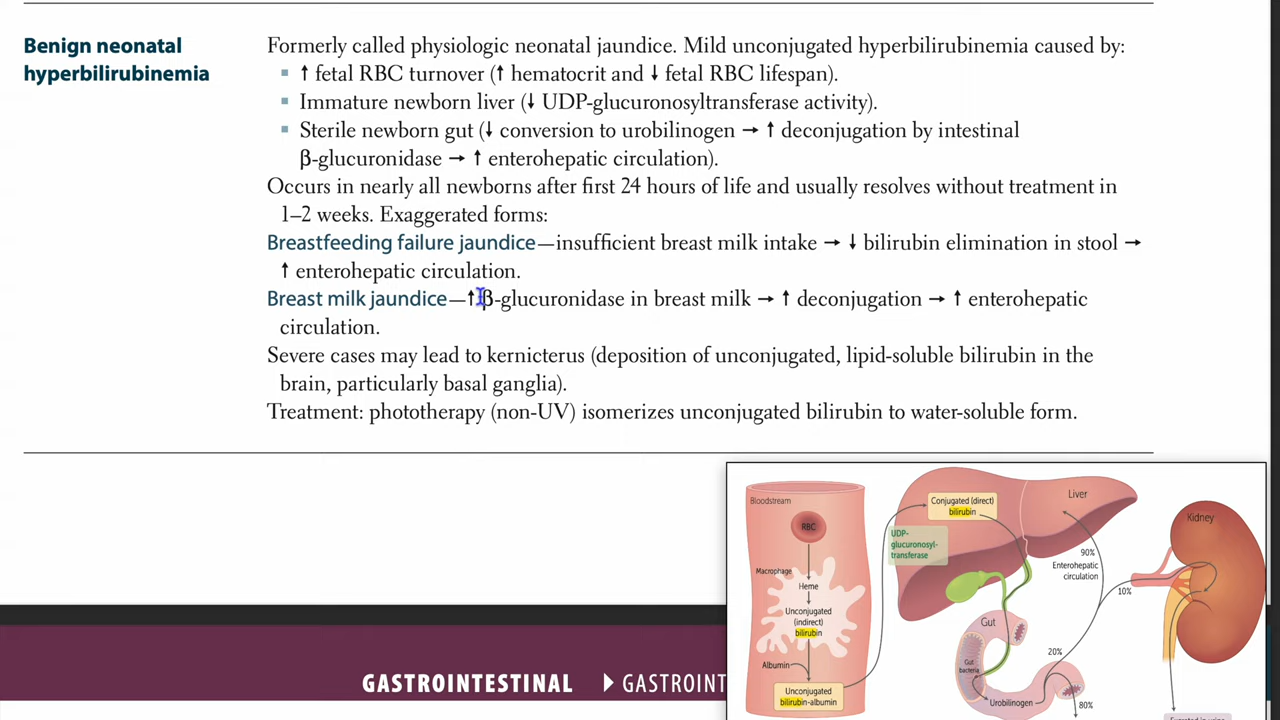 Benign neonatal
hyperbilirubinemia
Formerly called physiologic neonatal jaundice. Mild unconjugated hyperbilirubinemia caused by:
▪ ↑ fetal RBC turnover (↑ hematocrit and ↓ fetal RBC lifespan).
▪ Immature newborn liver (↓ UDP-glucuronosyltransferase activity).
▪ Sterile newborn gut (↓ conversion to urobilinogen → ↑ deconjugation by intestinal
β-glucuronidase → ↑ enterohepatic circulation).
Occurs in nearly all newborns after first 24 hours of life and usually resolves without treatment in
1–2 weeks. Exaggerated forms:
Breastfeeding failure jaundice—insufficient breast milk intake → ↓ bilirubin elimination in stool →
↑ enterohepatic circulation.
Breast milk jaundice—↑ β-glucuronidase in breast milk → ↑ deconjugation → ↑ enterohepatic
circulation.
Severe cases may lead to kernicterus (deposition of unconjugated, lipid-soluble bilirubin in the
brain, particularly basal ganglia).
Treatment: phototherapy (non-UV) isomerizes unconjugated bilirubin to water-soluble form.
Bloodstream
RBC
Macrophage
Heme
Unconjugated
(indirect)
bilirubin
Albumin
Unconjugated
bilirubin-albumin
Conjugated (direct)
bilirubin
UDP-
glucuronosyl-
transferase
Liver
90%
Enterohepatic
circulation
10%
Kidney
Gut
Gut
bacteria
20%
Urobilinogen
80%
Excreted in urine
GASTROINTESTINAL
▶ GASTROINT